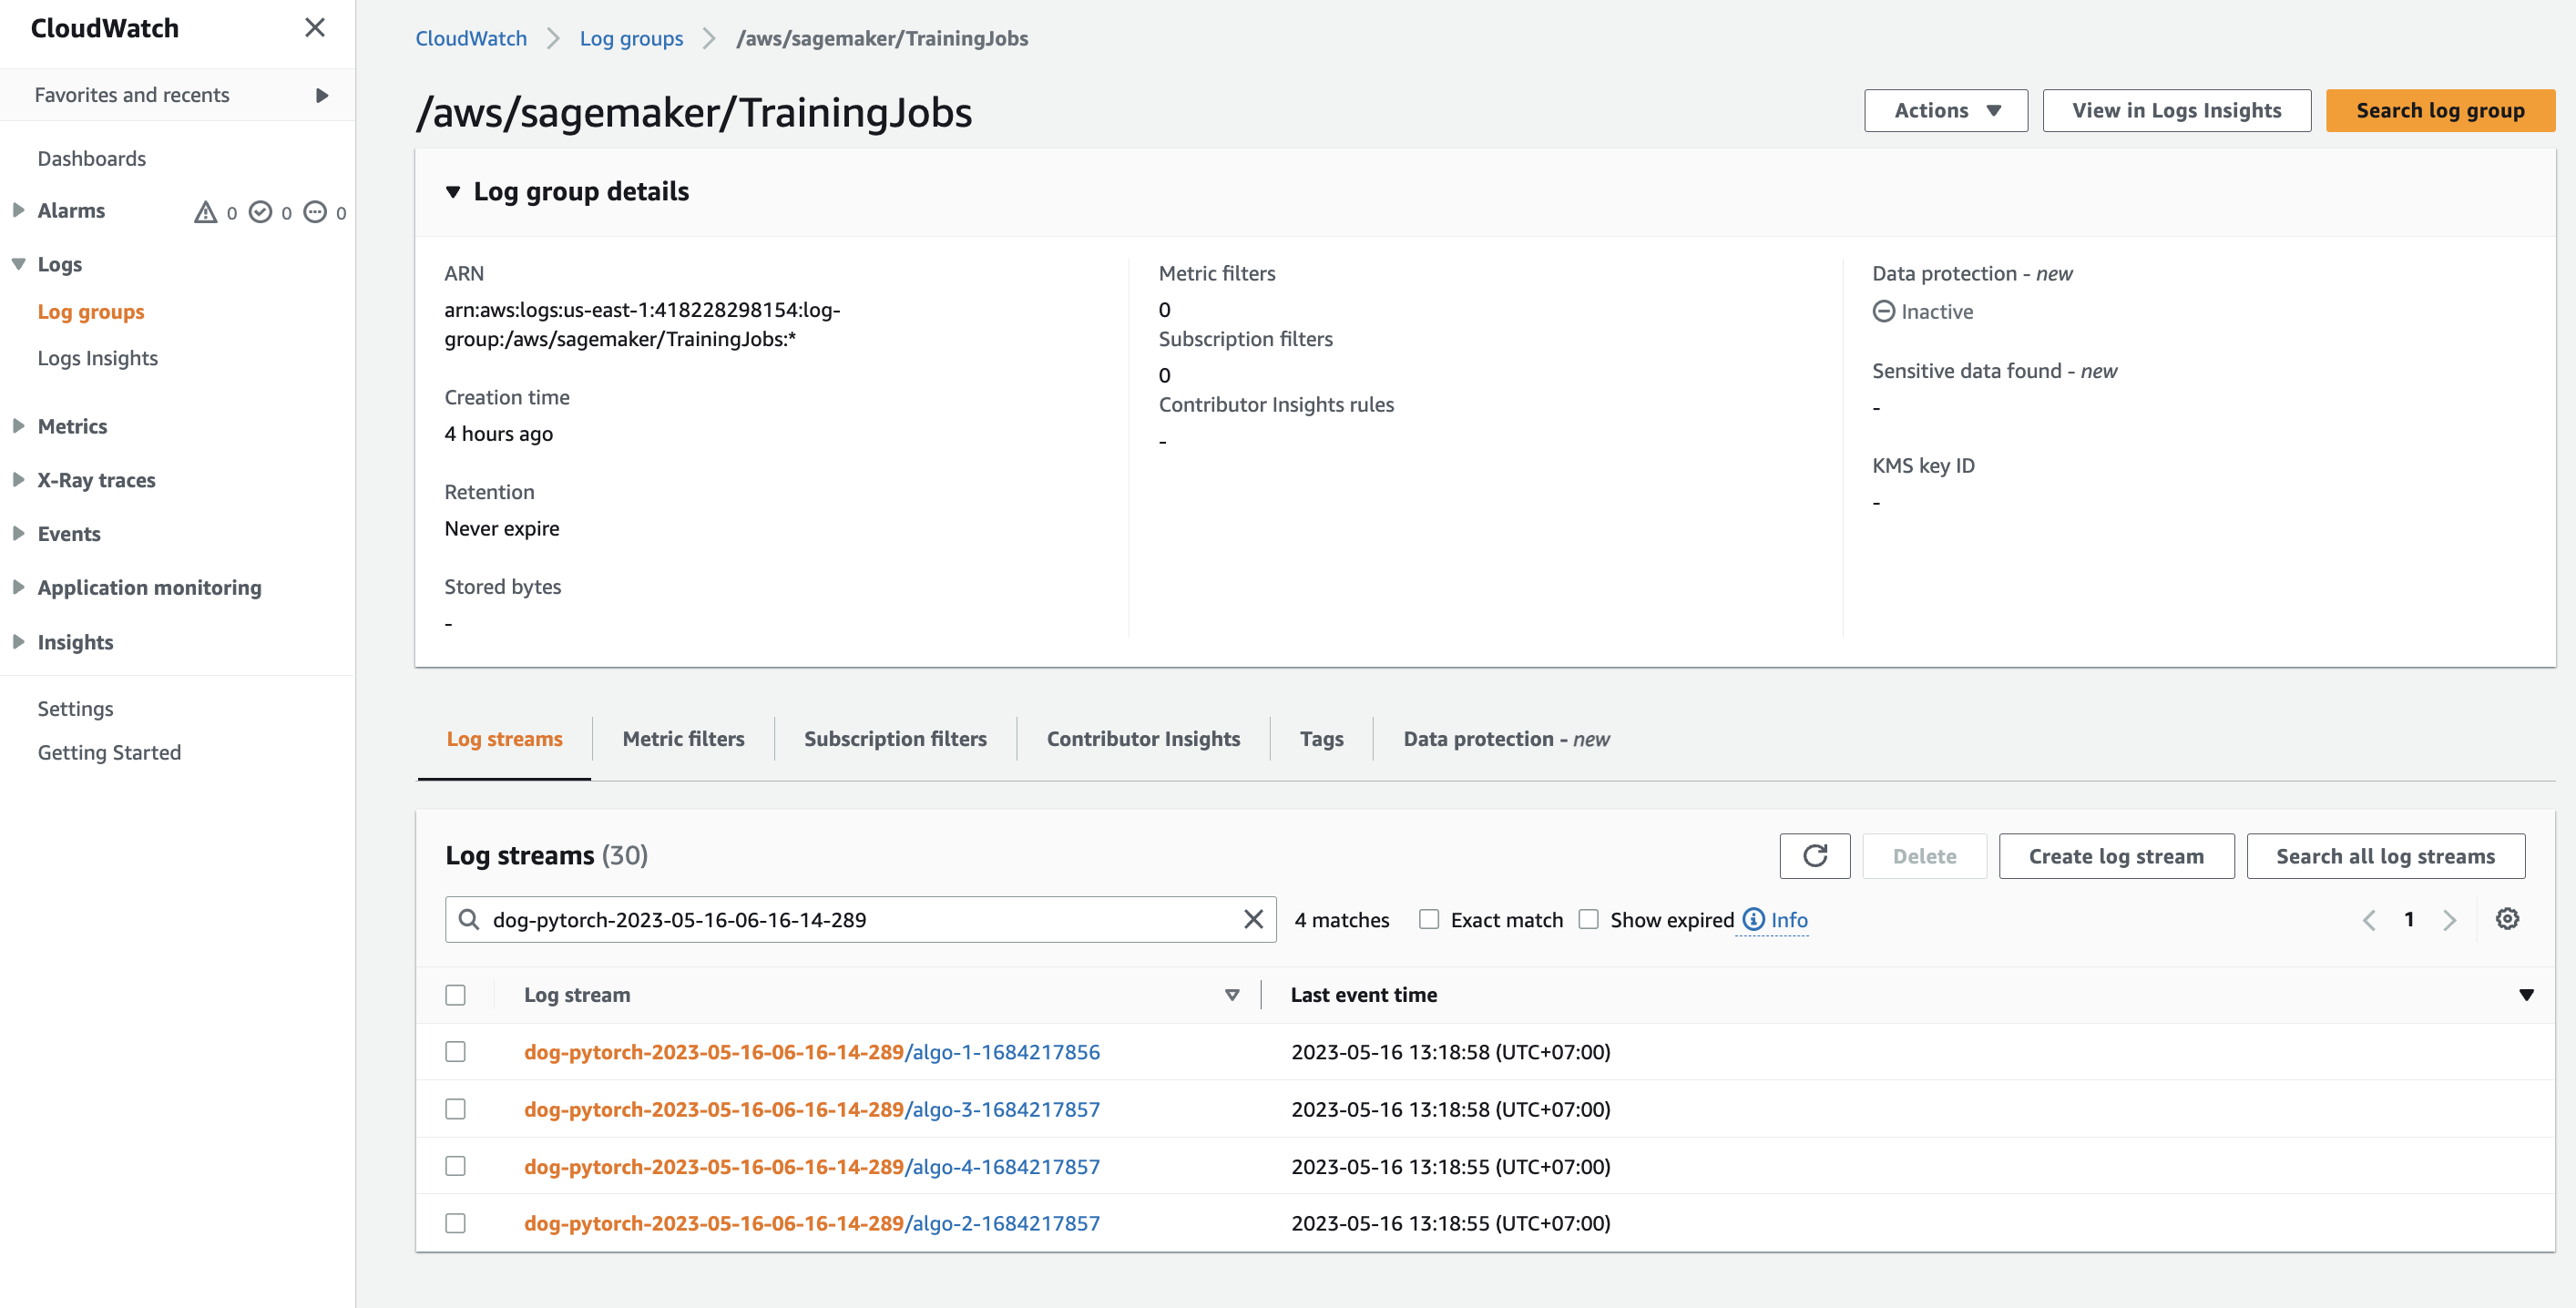 CloudWatch
Favorites and recents
Dashboards
Alarms 0 0 0
Logs
Log groups
Logs Insights
Metrics
X-Ray traces
Events
Application monitoring
Insights
Settings
Getting Started
CloudWatch Log groups /aws/sagemaker/TrainingJobs
/aws/sagemaker/TrainingJobs
Actions View in Logs Insights Search log group
Log group details
ARN
arn:aws:logs:us-east-1:418228298154:log-
group:/aws/sagemaker/TrainingJobs:*
Creation time
4 hours ago
Retention
Never expire
Stored bytes
-
Metric filters
0
Subscription filters
0
Contributor Insights rules
-
Data protection - new
Inactive
Sensitive data found - new
-
KMS key ID
-
Log streams Metric filters Subscription filters Contributor Insights Tags Data protection - new
Log streams (30)
Delete Create log stream Search all log streams
dog-pytorch-2023-05-16-06-16-14-289 4 matches Exact match Show expired Info 1
Log stream Last event time
dog-pytorch-2023-05-16-06-16-14-289/algo-1-1684217856 2023-05-16 13:18:58 (UTC+07:00)
dog-pytorch-2023-05-16-06-16-14-289/algo-3-1684217857 2023-05-16 13:18:58 (UTC+07:00)
dog-pytorch-2023-05-16-06-16-14-289/algo-4-1684217857 2023-05-16 13:18:55 (UTC+07:00)
dog-pytorch-2023-05-16-06-16-14-289/algo-2-1684217857 2023-05-16 13:18:55 (UTC+07:00)